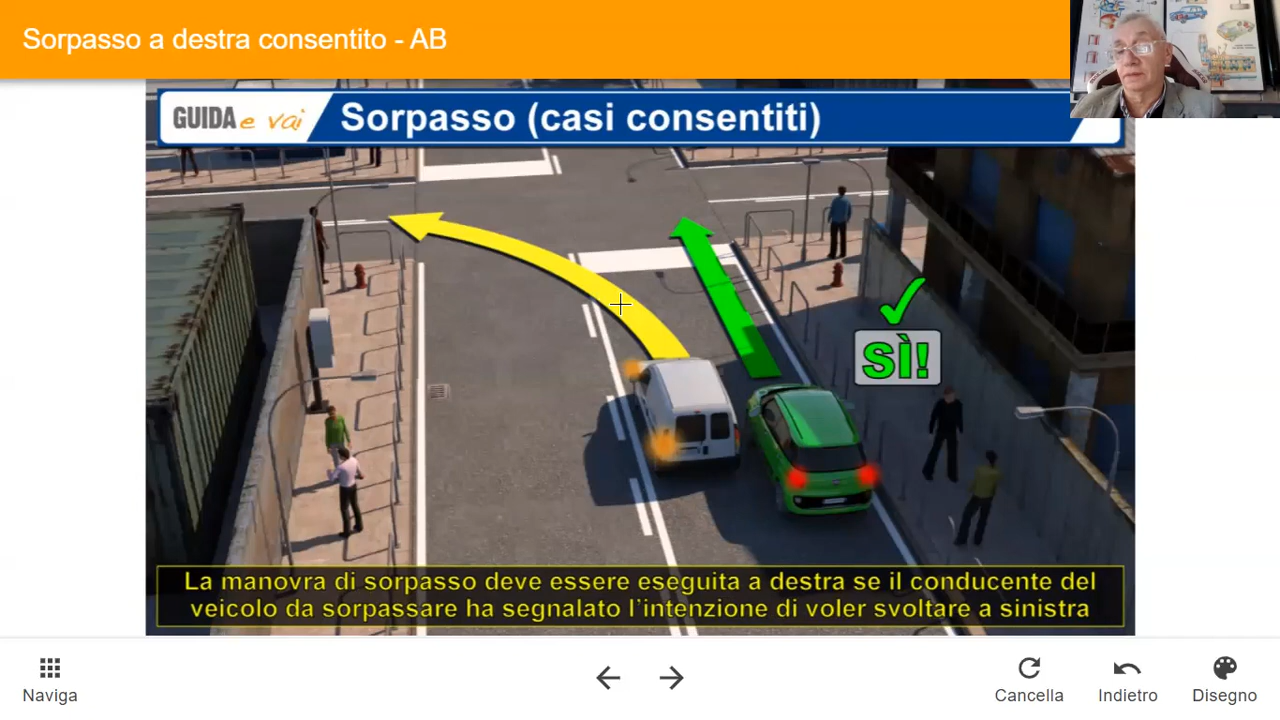 Sorpasso a destra consentito - AB
GUIDA e vai
Sorpasso (casi consentiti)
SÌ!
La manovra di sorpasso deve essere eseguita a destra se il conducente del
veicolo da sorpassare ha segnalato l'intenzione di voler svoltare a sinistra
Naviga
Cancella
Indietro
Disegno